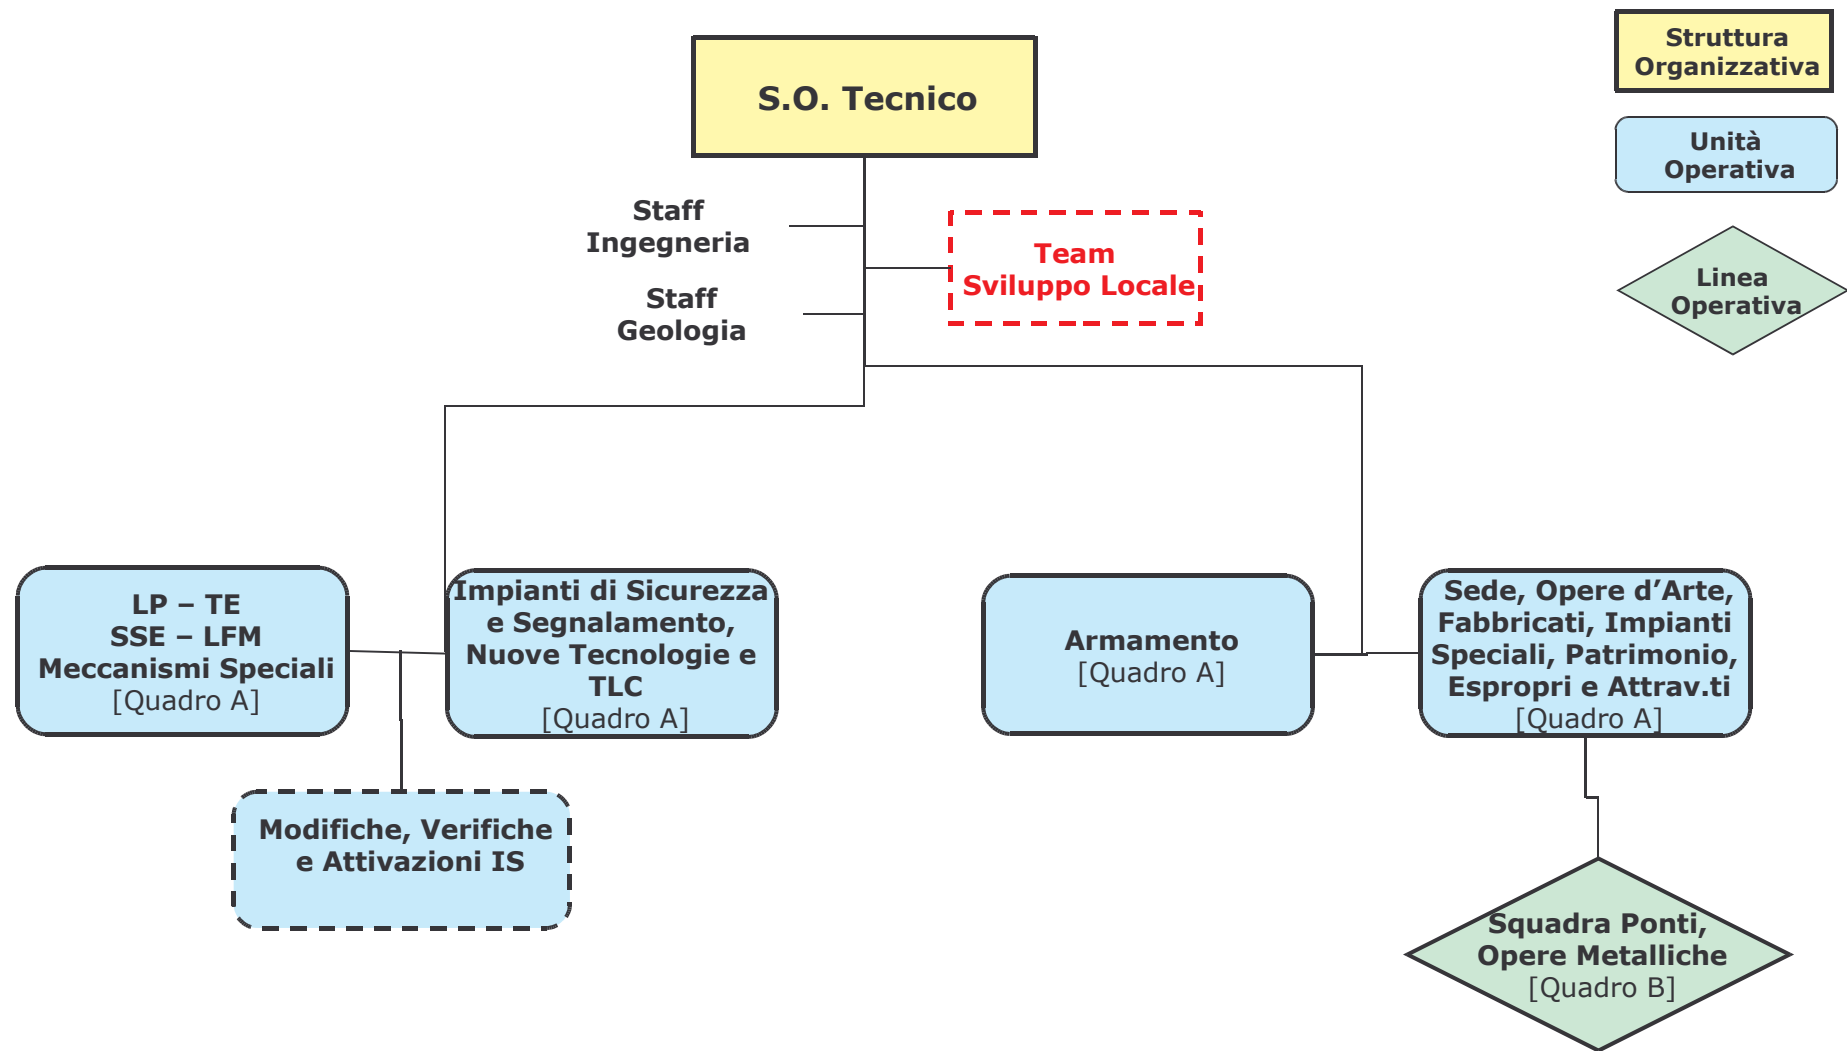 S.O. Tecnico
Struttura
Organizzativa
Unità
Operativa
Linea
Operativa
Staff
Ingegneria
Team
Sviluppo Locale
Staff
Geologia
LP – TE
SSE – LFM
Meccanismi Speciali
[Quadro A]
Impianti di Sicurezza
e Segnalamento,
Nuove Tecnologie e
TLC
[Quadro A]
Armamento
[Quadro A]
Sede, Opere d’Arte,
Fabbricati, Impianti
Speciali, Patrimonio,
Espropri e Attrav.ti
[Quadro A]
Modifiche, Verifiche
e Attivazioni IS
Squadra Ponti,
Opere Metalliche
[Quadro B]